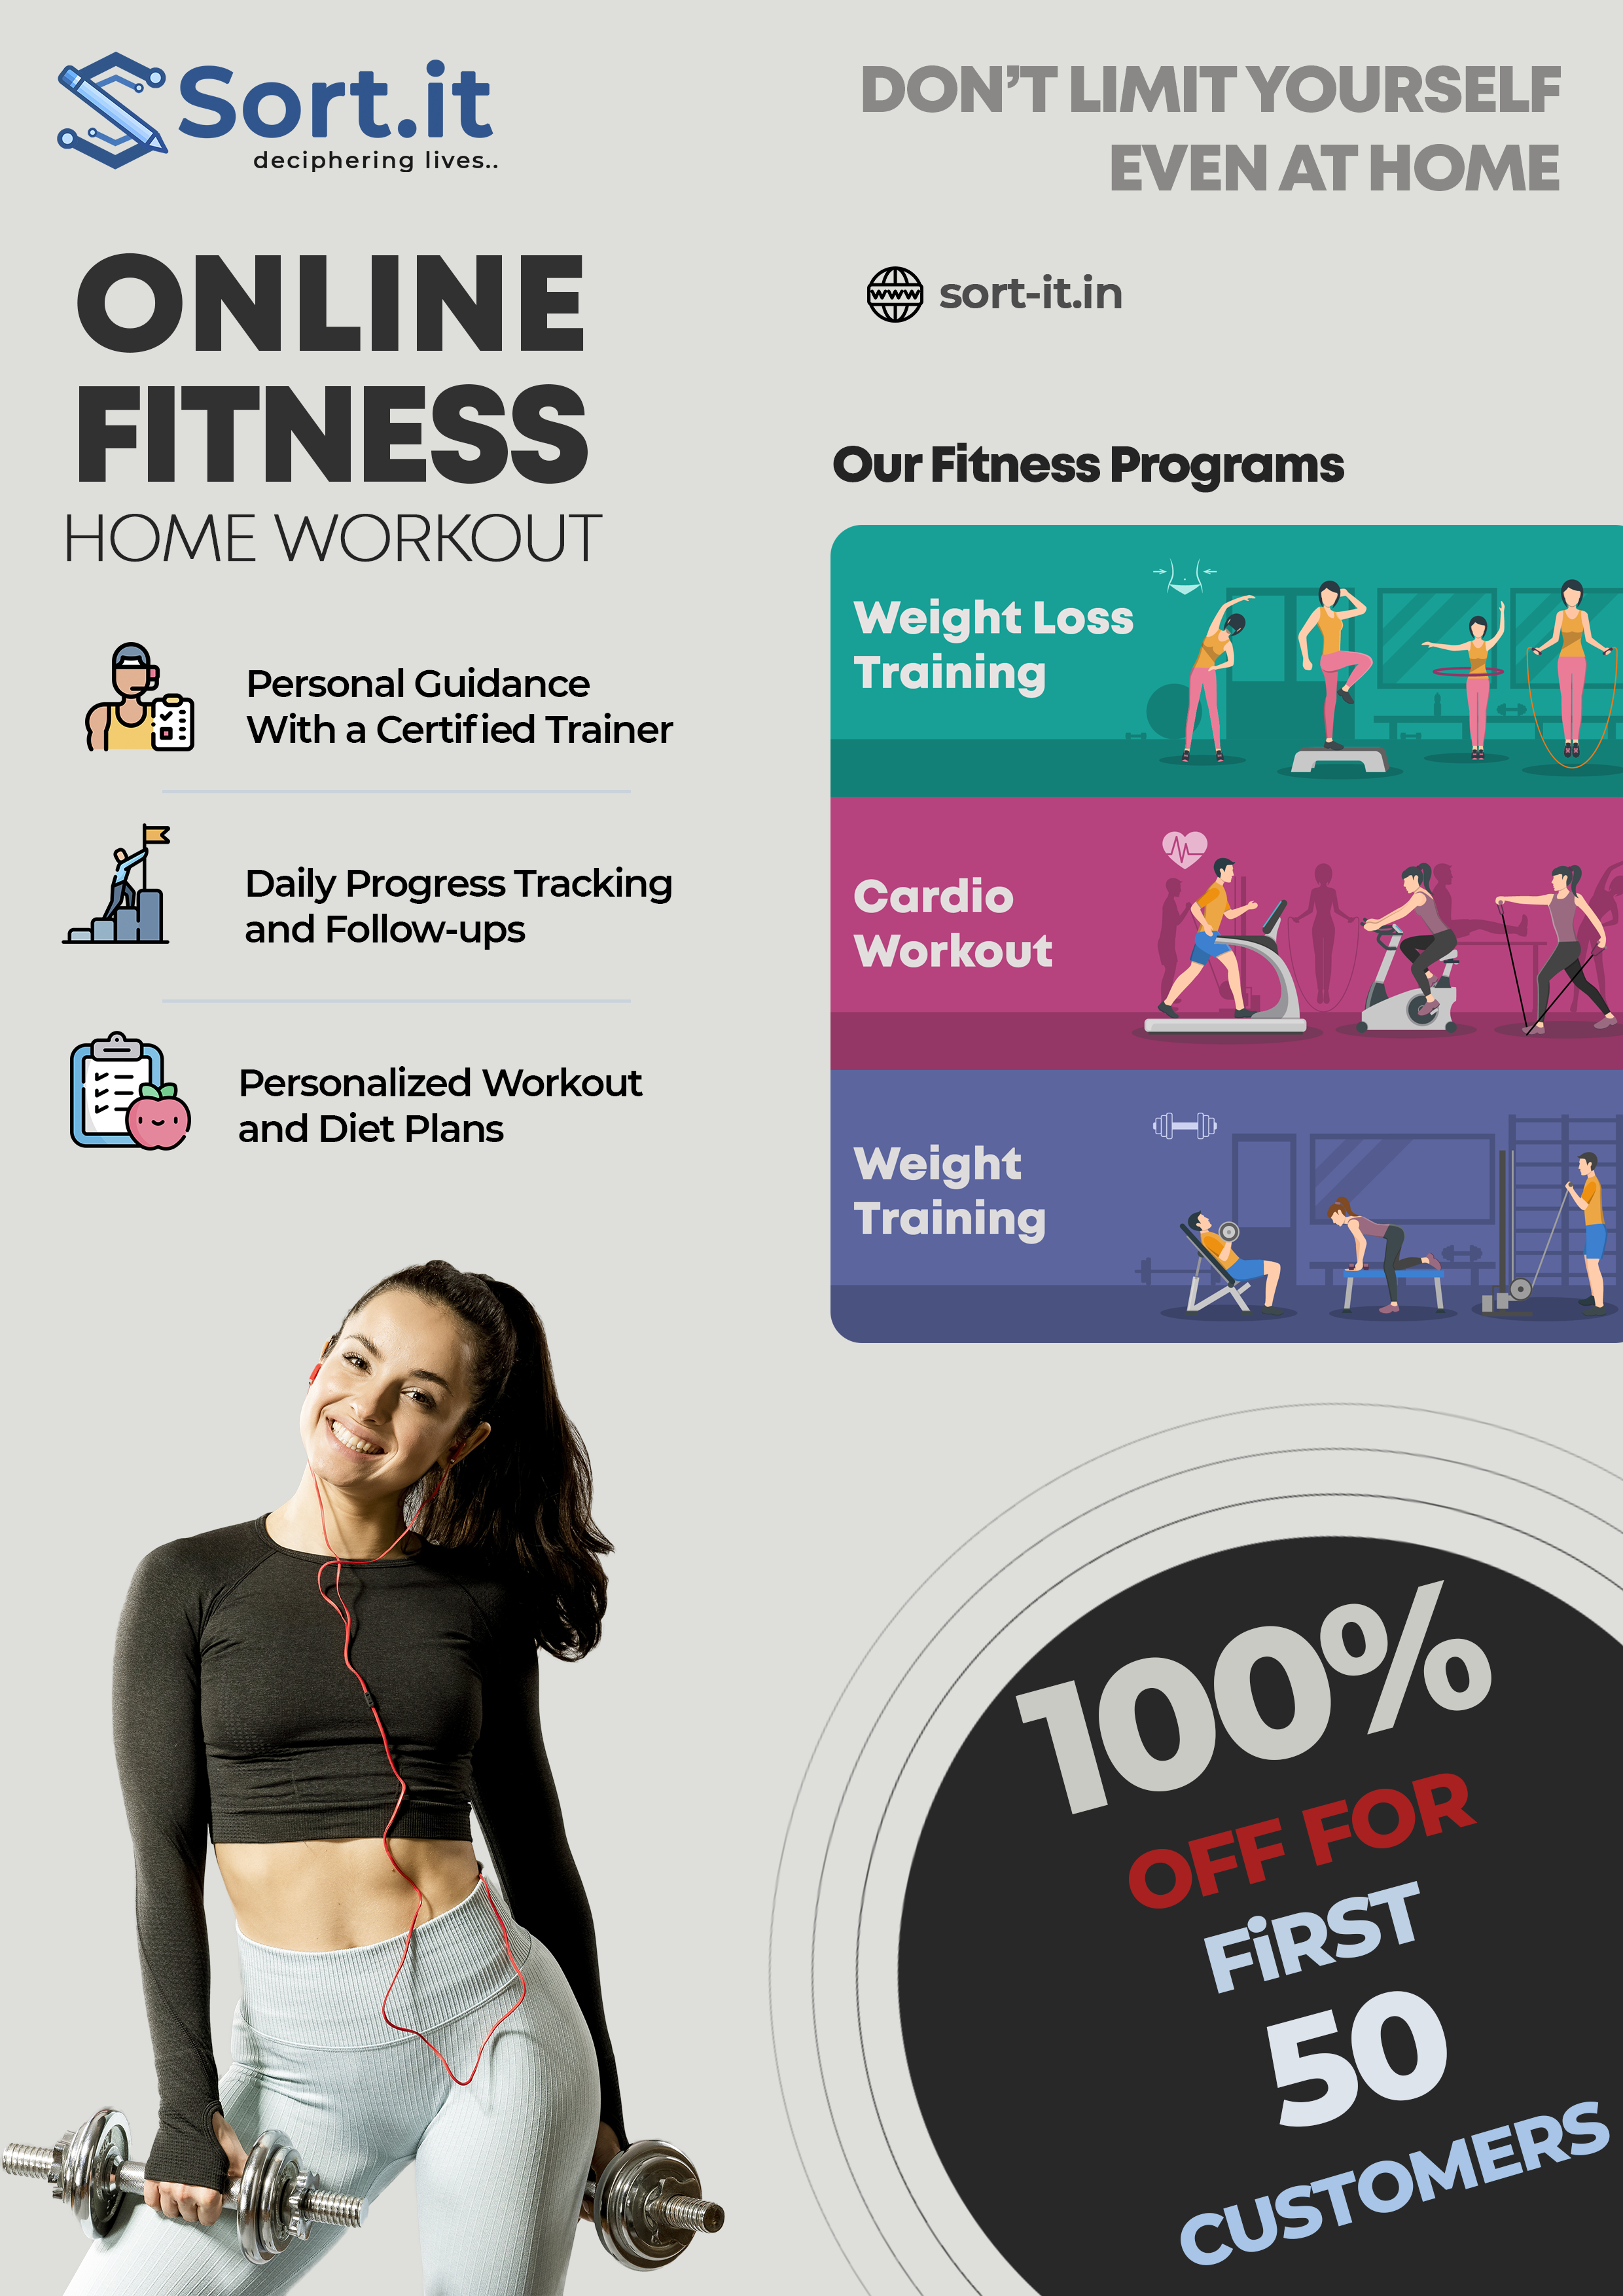 Sort.it
deciphering lives..
DON'T LIMIT YOURSELF
EVEN AT HOME
ONLINE
FITNESS
HOME WORKOUT
www sort-it.in
Personal Guidance
With a Certified Trainer
Daily Progress Tracking
and Follow-ups
Personalized Workout
and Diet Plans
Our Fitness Programs
Weight Loss
Training
Cardio
Workout
Weight
Training
100%
OFF FOR
FiRST
50
CUSTOMERS